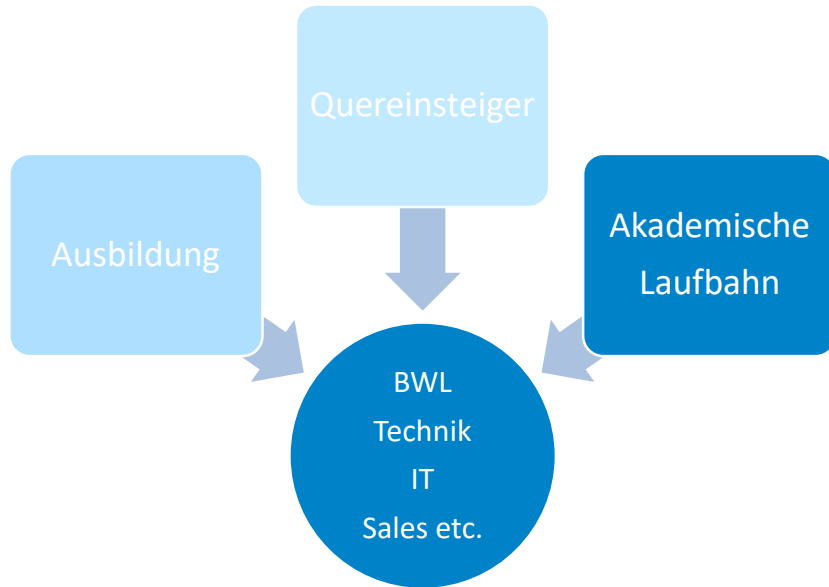 Quereinsteiger
Ausbildung
Akademische
Laufbahn
BWL
Technik
IT
Sales etc.